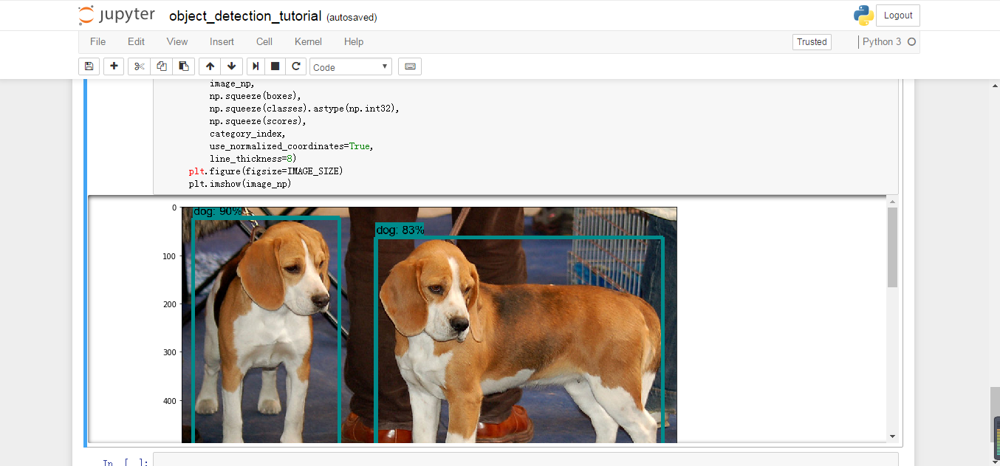 jupyter object_detection_tutorial (autosaved) Logout
File Edit View Insert Cell Kernel Help Trusted Python 3
Code
image_np,
np.squeeze(boxes),
np.squeeze(classes).astype(np.int32),
np.squeeze(scores),
category_index,
use_normalized_coordinates=True,
line_thickness=8)
plt.figure(figsize=IMAGE_SIZE)
plt.imshow(image_np)
0
dog: 90%
dog: 83%
100
200
300
400
In [ ]: